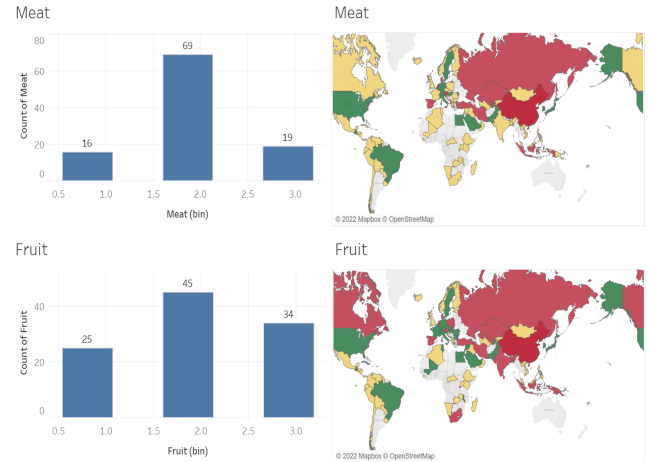 Meat
Count of Meat
80
60
40
20
0
16
69
19
0.5 1.0 1.5 2.0 2.5 3.0
Meat (bin)
Meat
© 2022 Mapbox © OpenStreetMap
Fruit
Count of Fruit
40
20
0
25
45
34
0.5 1.0 1.5 2.0 2.5 3.0
Fruit (bin)
Fruit
© 2022 Mapbox © OpenStreetMap